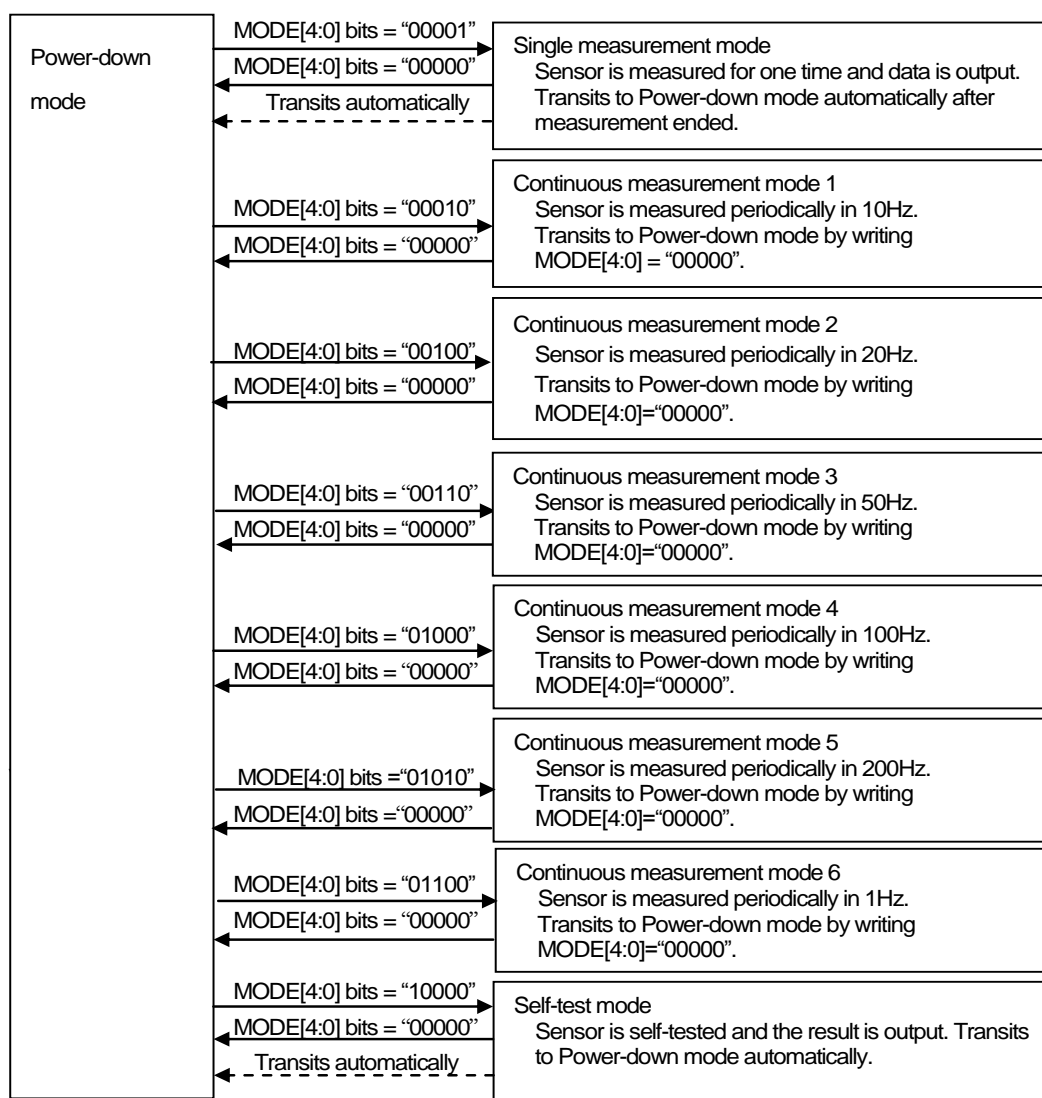 Power-down
mode
MODE[4:0] bits = “00001”
MODE[4:0] bits = “00000”
Transits automatically
Single measurement mode
Sensor is measured for one time and data is output.
Transits to Power-down mode automatically after
measurement ended.
MODE[4:0] bits = “00010”
MODE[4:0] bits = “00000”
Continuous measurement mode 1
Sensor is measured periodically in 10Hz.
Transits to Power-down mode by writing
MODE[4:0] = “00000”.
MODE[4:0] bits = “00100”
MODE[4:0] bits = “00000”
Continuous measurement mode 2
Sensor is measured periodically in 20Hz.
Transits to Power-down mode by writing
MODE[4:0]=“00000”.
MODE[4:0] bits = “00110”
MODE[4:0] bits = “00000”
Continuous measurement mode 3
Sensor is measured periodically in 50Hz.
Transits to Power-down mode by writing
MODE[4:0]=“00000”.
MODE[4:0] bits = “01000”
MODE[4:0] bits = “00000”
Continuous measurement mode 4
Sensor is measured periodically in 100Hz.
Transits to Power-down mode by writing
MODE[4:0]=“00000”.
MODE[4:0] bits =“01010”
MODE[4:0] bits =“00000”
Continuous measurement mode 5
Sensor is measured periodically in 200Hz.
Transits to Power-down mode by writing
MODE[4:0]=“00000”.
MODE[4:0] bits = “01100”
MODE[4:0] bits = “00000”
Continuous measurement mode 6
Sensor is measured periodically in 1Hz.
Transits to Power-down mode by writing
MODE[4:0]=“00000”.
MODE[4:0] bits = “10000”
MODE[4:0] bits = “00000”
Transits automatically
Self-test mode
Sensor is self-tested and the result is output. Transits
to Power-down mode automatically.